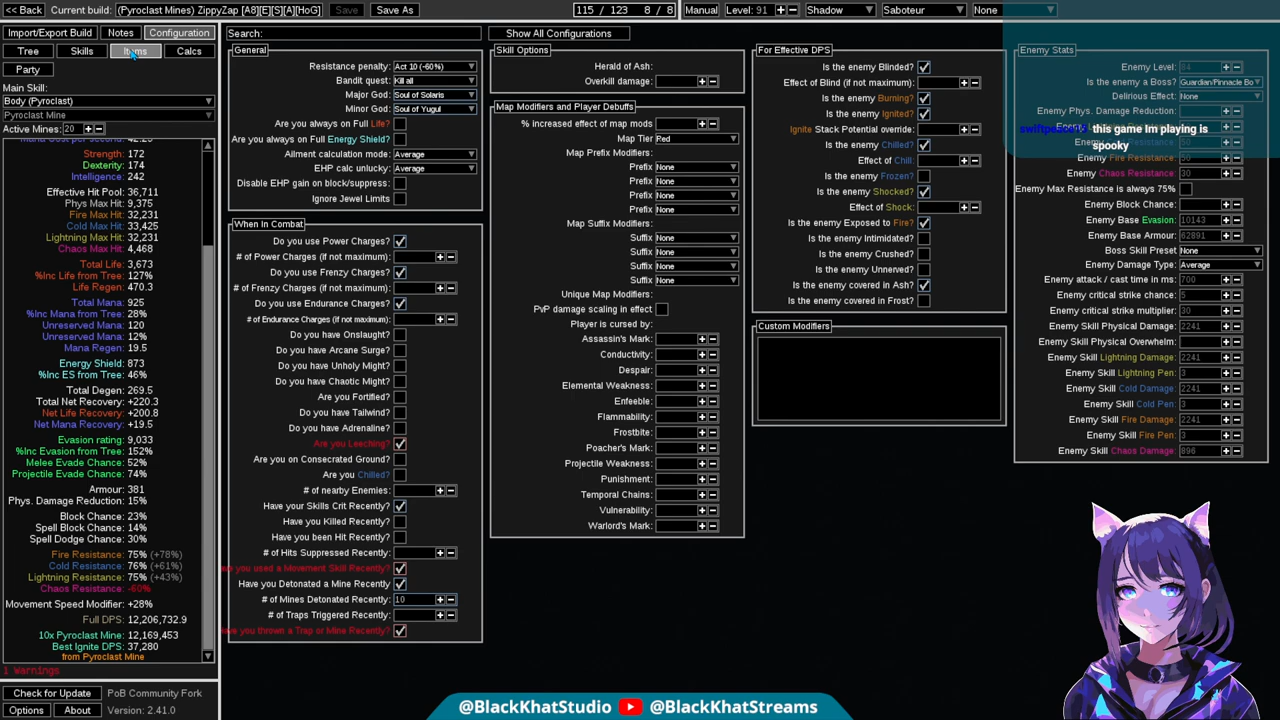 << Back
Current build:
(Pyroclast Mines) ZippyZap [A8][E][S][A][HoG]
Save
Save As
115 / 123 8 / 8
Manual
Level: 91
Shadow
Saboteur
None
Import/Export Build
Notes
Configuration
Tree
Skills
Items
Calcs
Party
Main Skill:
Body (Pyroclast)
Pyroclast Mine
Active Mines: 20
Strength: 172
Dexterity: 174
Intelligence: 242
Effective Hit Pool: 36,711
Phys Max Hit: 9,375
Fire Max Hit: 32,231
Cold Max Hit: 33,425
Lightning Max Hit: 32,231
Chaos Max Hit: 4,468
Total Life: 3,673
%Inc Life from Tree: 127%
Life Regen: 470.3
Total Mana: 925
%Inc Mana from Tree: 28%
Unreserved Mana: 120
Unreserved Mana: 12%
Mana Regen: 19.5
Energy Shield: 873
%Inc ES from Tree: 46%
Total Degen: 269.5
Total Net Recovery: +220.3
Net Life Recovery: +200.8
Net Mana Recovery: +19.5
Evasion rating: 9,033
%Inc Evasion from Tree: 152%
Melee Evade Chance: 52%
Projectile Evade Chance: 74%
Armour: 381
Phys. Damage Reduction: 15%
Block Chance: 23%
Spell Block Chance: 14%
Spell Dodge Chance: 30%
Fire Resistance: 75% (+78%)
Cold Resistance: 76% (+61%)
Lightning Resistance: 75% (+43%)
Chaos Resistance: -60%
Movement Speed Modifier: +28%
Full DPS: 12,206,732.9
10x Pyroclast Mine: 12,169,453
Best Ignite DPS: 37,280
from Pyroclast Mine
1 Warnings
Check for Update
PoB Community Fork
Options
About
Version: 2.41.0
Search:
Show All Configurations
General
Resistance penalty: Act 10 (-60%)
Bandit quest: Kill all
Major God: Soul of Solaris
Minor God: Soul of Yugul
Are you always on Full Life?
Are you always on Full Energy Shield?
Ailment calculation mode: Average
EHP calc unlucky: Average
Disable EHP gain on block/suppress:
Ignore Jewel Limits
When In Combat
Do you use Power Charges?
# of Power Charges (if not maximum):
Do you use Frenzy Charges?
# of Frenzy Charges (if not maximum):
Do you use Endurance Charges?
# of Endurance Charges (if not maximum):
Do you have Onslaught?
Do you have Arcane Surge?
Do you have Unholy Might?
Do you have Chaotic Might?
Are you Fortified?
Do you have Tailwind?
Do you have Adrenaline?
Are you Leeching?
Are you on Consecrated Ground?
Are you Chilled?
# of nearby Enemies:
Have your Skills Crit Recently?
Have you Killed Recently?
Have you been Hit Recently?
# of Hits Suppressed Recently:
you used a Movement Skill Recently?
Have you Detonated a Mine Recently
# of Mines Detonated Recently: 10
# of Traps Triggered Recently:
you thrown a Trap or Mine Recently?
Skill Options
Herald of Ash:
Overkill damage:
Map Modifiers and Player Debuffs
% increased effect of map mods
Map Tier Red
Map Prefix Modifiers:
Prefix None
Prefix None
Prefix None
Prefix None
Map Suffix Modifiers:
Suffix None
Suffix None
Suffix None
Suffix None
Unique Map Modifiers:
PvP damage scaling in effect
Player is cursed by:
Assassin's Mark:
Conductivity:
Despair:
Elemental Weakness:
Enfeeble:
Flammability:
Frostbite:
Poacher's Mark:
Projectile Weakness:
Punishment:
Temporal Chains:
Vulnerability:
Warlord's Mark:
For Effective DPS
Is the enemy Blinded?
Effect of Blind (if not maximum):
Is the enemy Burning?
Is the enemy Ignited?
Ignite Stack Potential override:
Is the enemy Chilled?
Effect of Chill:
Is the enemy Frozen?
Is the enemy Shocked?
Effect of Shock:
Is the enemy Exposed to Fire?
Is the enemy Intimidated?
Is the enemy Crushed?
Is the enemy Unnerved?
Is the enemy covered in Ash?
Is the enemy covered in Frost?
Custom Modifiers
Enemy Stats
Enemy Level: 84
Is the enemy a Boss? Guardian/Pinnacle Bo
Delirious Effect: None
Enemy Phys. Damage Reduction:
this game Im playing is
spooky
Enemy Fire Resistance: 50
Enemy Chaos Resistance: 30
Enemy Max Resistance is always 75%
Enemy Block Chance:
Enemy Base Evasion: 10143
Enemy Base Armour: 62891
Boss Skill Preset None
Enemy Damage Type: Average
Enemy attack / cast time in ms: 700
Enemy critical strike chance: 5
Enemy critical strike multiplier: 30
Enemy Skill Physical Damage: 2241
Enemy Skill Physical Overwhelm:
Enemy Skill Lightning Damage: 2241
Enemy Skill Lightning Pen: 3
Enemy Skill Cold Damage: 2241
Enemy Skill Cold Pen: 3
Enemy Skill Fire Damage: 2241
Enemy Skill Fire Pen: 3
Enemy Skill Chaos Damage: 896
@BlackKhatStudio @BlackKhatStreams